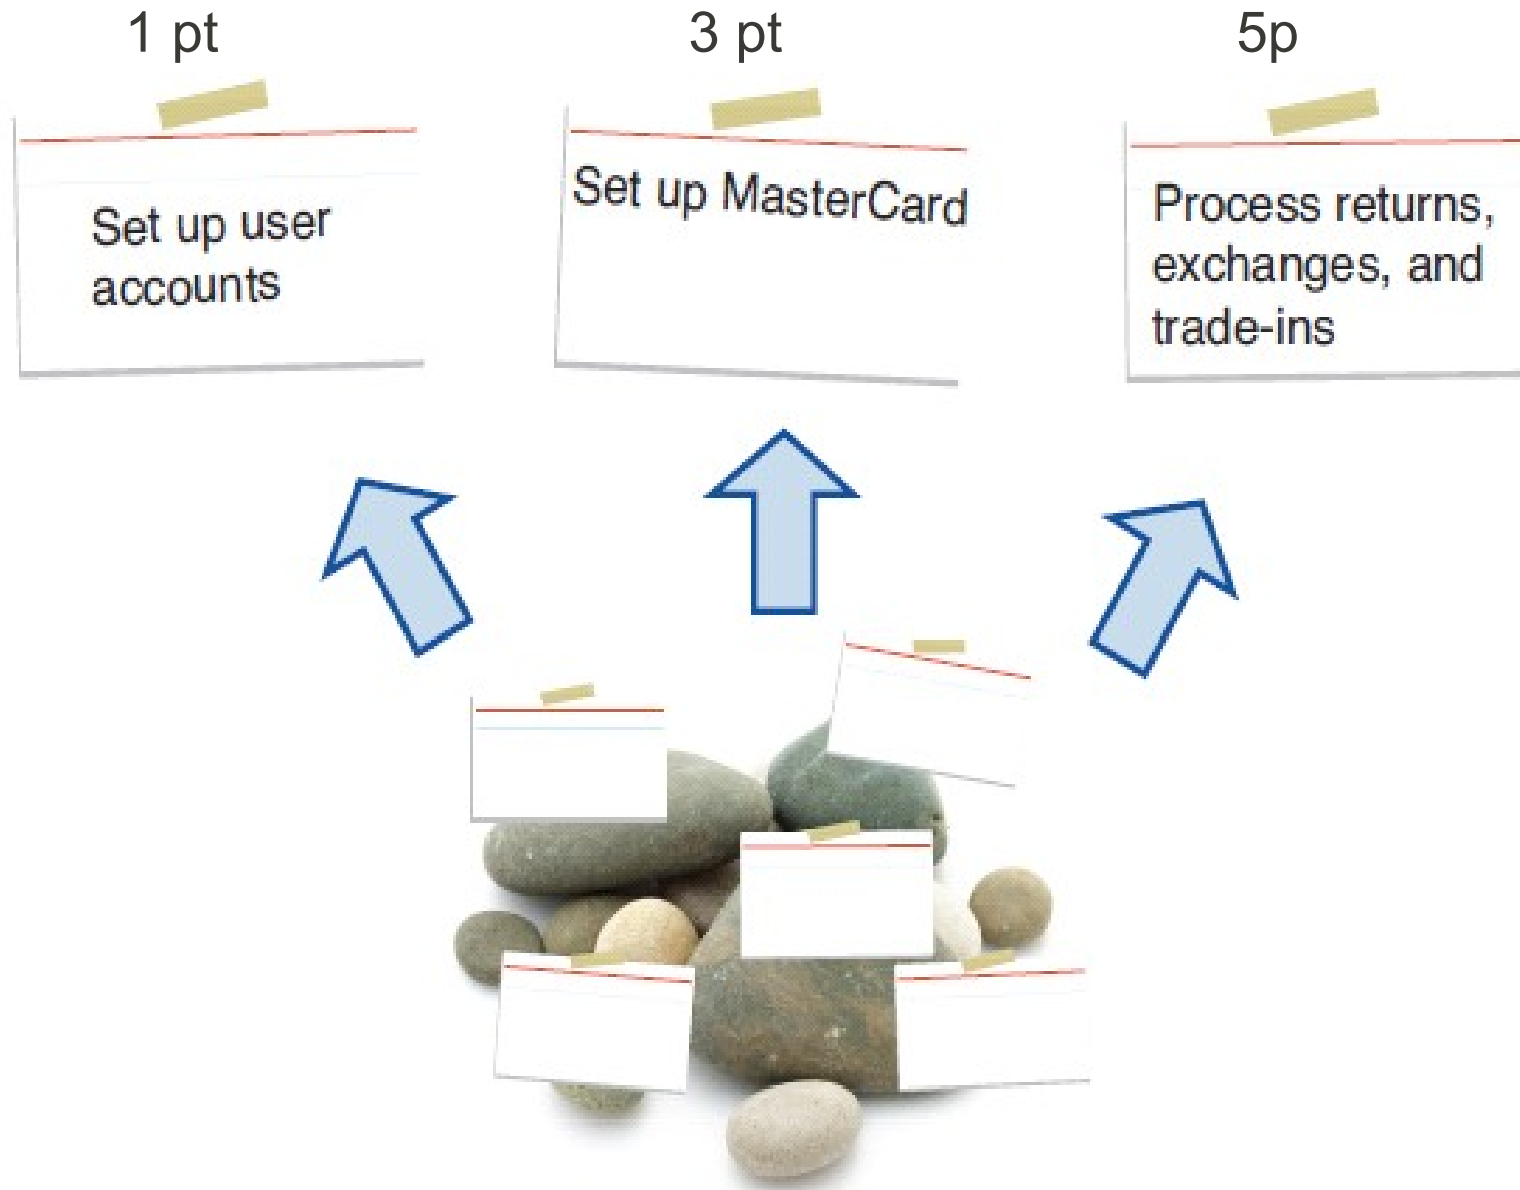 1 pt
3 pt
5p
Set up user
accounts
Set up MasterCard
Process returns,
exchanges, and
trade-ins